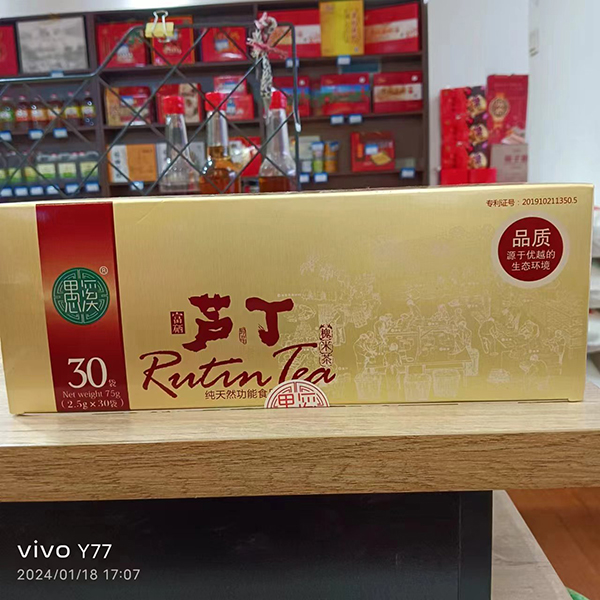 专利证号：201910211350.5
品质
源于优越的
生态环境
愚溪
®
富硒
芦丁
槐米茶
Rutin Tea
纯天然功能食
30袋
Net weight 75g
(2.5g×30袋)
vivo Y77
2024/01/18 17:07